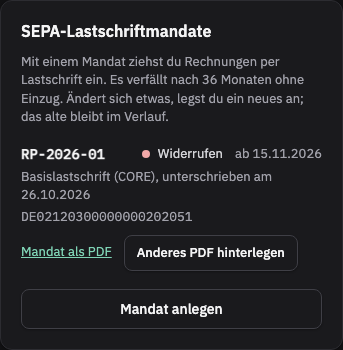 SEPA-Lastschriftmandate
Mit einem Mandat ziehst du Rechnungen per
Lastschrift ein. Es verfällt nach 36 Monaten ohne
Einzug. Ändert sich etwas, legst du ein neues an;
das alte bleibt im Verlauf.
RP-2026-01 Widerrufen ab 15.11.2026
Basislastschrift (CORE), unterschrieben am
26.10.2026
DE02120300000000202051
Mandat als PDF Anderes PDF hinterlegen
Mandat anlegen